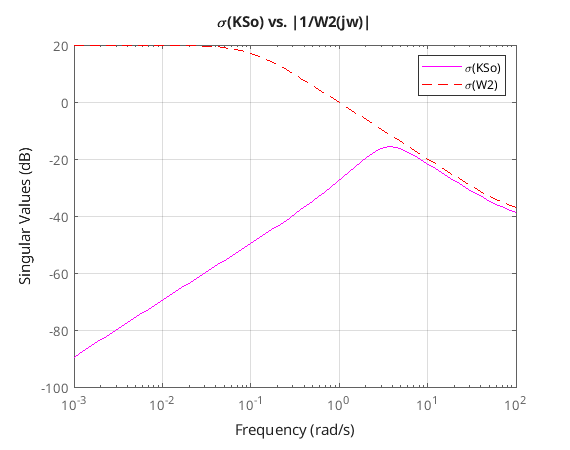 σ(KSo) vs. |1/W2(jw)|
σ(KSo)
σ(W2)
Singular Values (dB)
20
0
-20
-40
-60
-80
-100
10⁻³
10⁻²
10⁻¹
10⁰
10¹
10²
Frequency (rad/s)